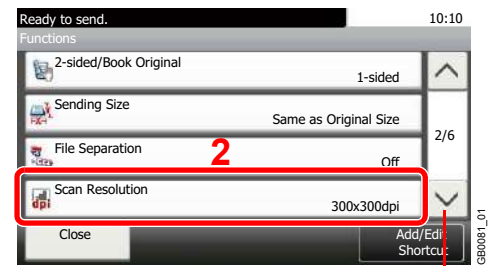 Ready to send.
10:10
Functions
2-sided/Book Original
1-sided
Sending Size
Same as Original Size
2/6
File Separation
2
Off
Scan Resolution
dpi
300x300dpi
Close
Add/Edit
Shortcut
GB0081_01